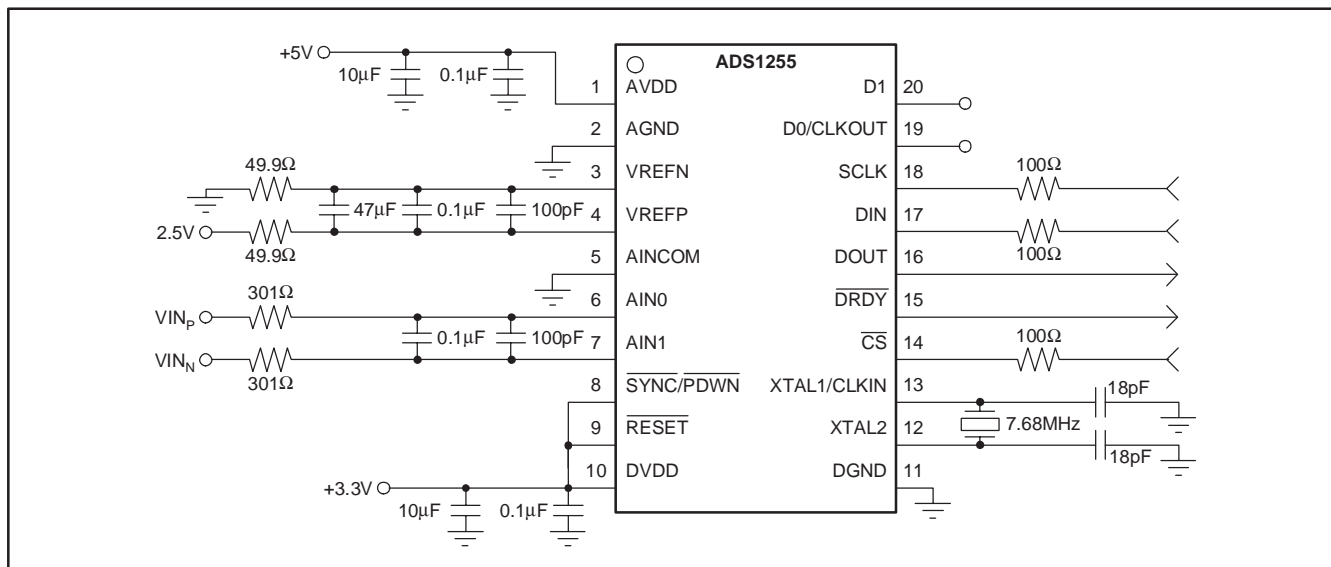 +5V
10μF
0.1μF
ADS1255
1 AVDD
D1 20
2 AGND
D0/CLKOUT 19
49.9Ω
3 VREFN
SCLK 18
100Ω
47μF
0.1μF
100pF
2.5V
4 VREFP
DIN 17
49.9Ω
100Ω
5 AINCOM
DOUT 16
301Ω
6 AIN0
DRDY 15
VINP
0.1μF
100pF
VINN
7 AIN1
CS 14
100Ω
301Ω
8 SYNC/PDWN
XTAL1/CLKIN 13
18pF
9 RESET
XTAL2 12
7.68MHz
18pF
10 DVDD
DGND 11
+3.3V
10μF
0.1μF